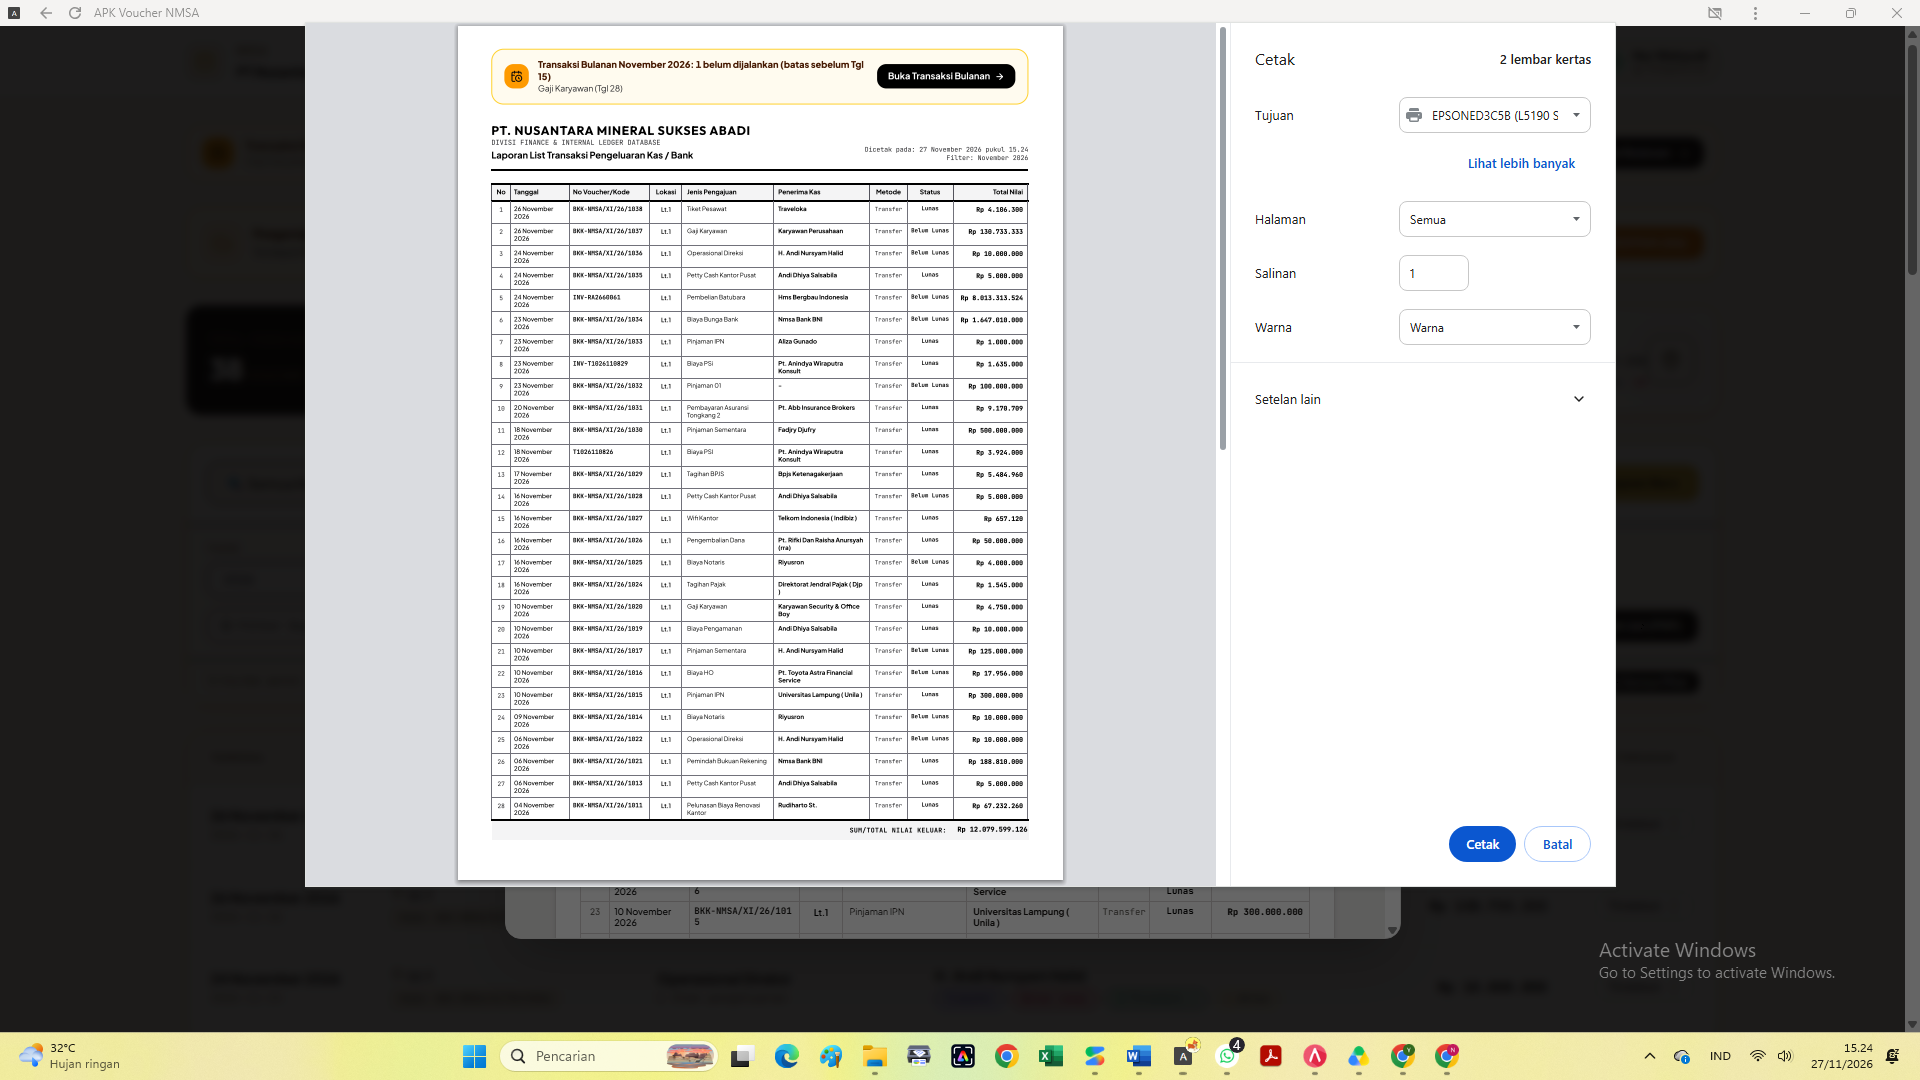 APK Voucher NMSA
Transaksi Bulanan November 2026: 1 belum dijalankan (batas sebelum Tgl
15)
Gaji Karyawan (Tgl 28)
Buka Transaksi Bulanan →
PT. NUSANTARA MINERAL SUKSES ABADI
DIVISI FINANCE & INTERNAL LEDGER DATABASE
Laporan List Transaksi Pengeluaran Kas / Bank
Dicetak pada: 27 November 2026 pukul 15.24
Filter: November 2026
No Tanggal No Voucher/Kode Lokasi Jenis Pengajuan Penerima Kas Metode Status Total Nilai
1 26 November 2026 BKK-NMSA/XI/26/1038 Lt.1 Tiket Pesawat Traveloka Transfer Lunas Rp 4.106.300
2 26 November 2026 BKK-NMSA/XI/26/1037 Lt.1 Gaji Karyawan Karyawan Perusahaan Transfer Belum Lunas Rp 130.733.333
3 24 November 2026 BKK-NMSA/XI/26/1036 Lt.1 Operasional Direksi H. Andi Nursyam Halid Transfer Belum Lunas Rp 10.000.000
4 24 November 2026 BKK-NMSA/XI/26/1035 Lt.1 Petty Cash Kantor Pusat Andi Dhiya Salsabila Transfer Lunas Rp 5.000.000
5 24 November 2026 INV-RA2660061 Lt.1 Pembelian Batubara Hms Bergbau Indonesia Transfer Belum Lunas Rp 8.013.313.524
6 23 November 2026 BKK-NMSA/XI/26/1034 Lt.1 Biaya Bunga Bank Nmsa Bank BNI Transfer Belum Lunas Rp 1.647.010.000
7 23 November 2026 BKK-NMSA/XI/26/1033 Lt.1 Pinjaman IPN Aliza Gunado Transfer Lunas Rp 1.000.000
8 23 November 2026 INV-T1026110829 Lt.1 Biaya PSI Pt. Anindya Wiraputra Konsult Transfer Lunas Rp 1.635.000
9 23 November 2026 BKK-NMSA/XI/26/1032 Lt.1 Pinjaman 01 - Transfer Belum Lunas Rp 100.000.000
10 20 November 2026 BKK-NMSA/XI/26/1031 Lt.1 Pembayaran Asuransi Tongkang 2 Pt. Abb Insurance Brokers Transfer Lunas Rp 9.170.709
11 18 November 2026 BKK-NMSA/XI/26/1030 Lt.1 Pinjaman Sementara Fadjry Djufry Transfer Lunas Rp 500.000.000
12 18 November 2026 T1026110826 Lt.1 Biaya PSI Pt. Anindya Wiraputra Konsult Transfer Lunas Rp 3.924.000
13 17 November 2026 BKK-NMSA/XI/26/1029 Lt.1 Tagihan BPJS Bpjs Ketenagakerjaan Transfer Lunas Rp 5.484.960
14 16 November 2026 BKK-NMSA/XI/26/1028 Lt.1 Petty Cash Kantor Pusat Andi Dhiya Salsabila Transfer Belum Lunas Rp 5.000.000
15 16 November 2026 BKK-NMSA/XI/26/1027 Lt.1 Wifi Kantor Telkom Indonesia ( Indibiz ) Transfer Lunas Rp 657.120
16 16 November 2026 BKK-NMSA/XI/26/1026 Lt.1 Pengembalian Dana Pt. Rifki Dan Raisha Anursyah (rra) Transfer Lunas Rp 50.000.000
17 16 November 2026 BKK-NMSA/XI/26/1025 Lt.1 Biaya Notaris Riyusron Transfer Belum Lunas Rp 4.000.000
18 16 November 2026 BKK-NMSA/XI/26/1024 Lt.1 Tagihan Pajak Direktorat Jendral Pajak ( Djp ) Transfer Lunas Rp 1.545.000
19 10 November 2026 BKK-NMSA/XI/26/1020 Lt.1 Gaji Karyawan Karyawan Security & Office Boy Transfer Lunas Rp 4.750.000
20 10 November 2026 BKK-NMSA/XI/26/1019 Lt.1 Biaya Pengamanan Andi Dhiya Salsabila Transfer Lunas Rp 10.000.000
21 10 November 2026 BKK-NMSA/XI/26/1017 Lt.1 Pinjaman Sementara H. Andi Nursyam Halid Transfer Belum Lunas Rp 125.000.000
22 10 November 2026 BKK-NMSA/XI/26/1016 Lt.1 Biaya HO Pt. Toyota Astra Financial Service Transfer Belum Lunas Rp 17.956.000
23 10 November 2026 BKK-NMSA/XI/26/1015 Lt.1 Pinjaman IPN Universitas Lampung ( Unila ) Transfer Lunas Rp 300.000.000
24 09 November 2026 BKK-NMSA/XI/26/1014 Lt.1 Biaya Notaris Riyusron Transfer Belum Lunas Rp 10.000.000
25 06 November 2026 BKK-NMSA/XI/26/1022 Lt.1 Operasional Direksi H. Andi Nursyam Halid Transfer Belum Lunas Rp 10.000.000
26 06 November 2026 BKK-NMSA/XI/26/1021 Lt.1 Pemindah Bukuan Rekening Nmsa Bank BNI Transfer Lunas Rp 188.810.000
27 06 November 2026 BKK-NMSA/XI/26/1013 Lt.1 Petty Cash Kantor Pusat Andi Dhiya Salsabila Transfer Lunas Rp 5.000.000
28 04 November 2026 BKK-NMSA/XI/26/1011 Lt.1 Pelunasan Biaya Renovasi Kantor Rudiharto St. Transfer Lunas Rp 67.232.260
SUM/TOTAL NILAI KELUAR: Rp 12.079.599.126
Cetak 2 lembar kertas
Tujuan EPSONED3C5B (L5190 S
Lihat lebih banyak
Halaman Semua
Salinan 1
Warna Warna
Setelan lain
Cetak Batal
2026 6 Service Lunas
23 10 November 2026 BKK-NMSA/XI/26/101 5 Lt.1 Pinjaman IPN Universitas Lampung ( Unila ) Transfer Lunas Rp 300.000.000
Activate Windows
Go to Settings to activate Windows.
32°C
Hujan ringan
Pencarian
4
IND
15.24
27/11/2026